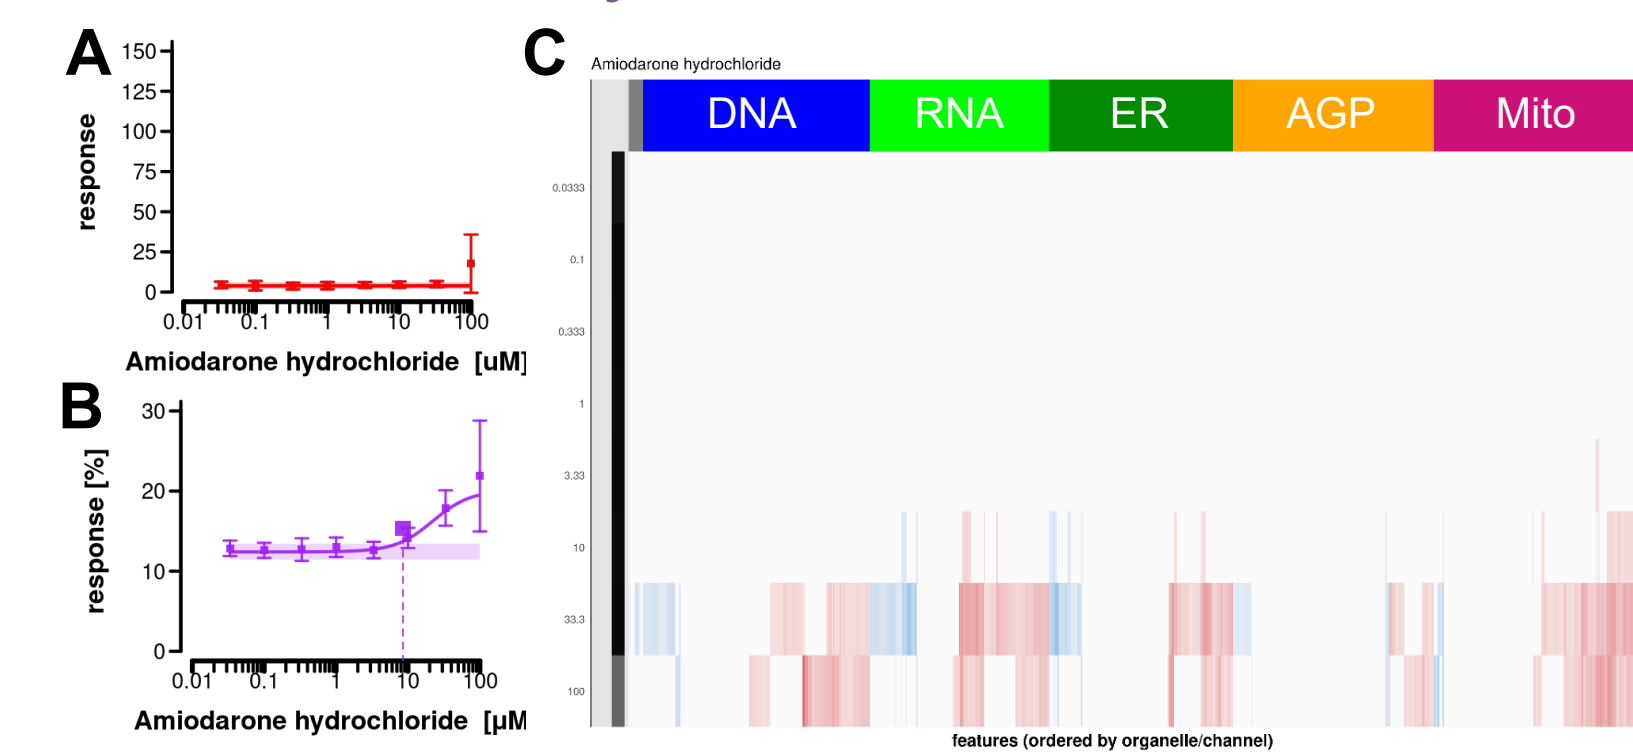 A
150
125
100
75
50
25
0
response
0.01 0.1 1 10 100
Amiodarone hydrochloride [uM]
B
30
20
10
0
response [%]
0.01 0.1 1 10 100
Amiodarone hydrochloride [µM
C
Amiodarone hydrochloride
DNA RNA ER AGP Mito
0.0333
0.1
0.333
1
3.33
10
33.3
100
features (ordered by organelle/channel)